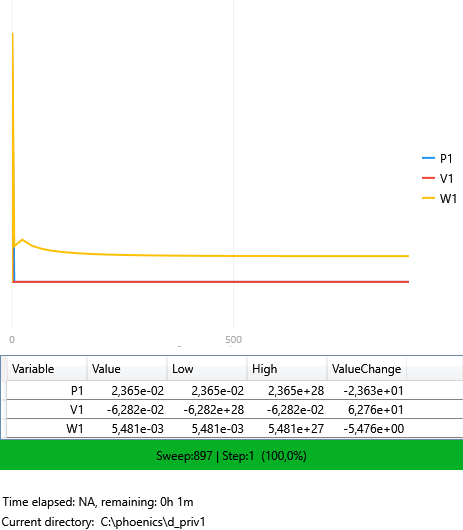 P1
V1
W1
0 500
Variable Value Low High ValueChange
P1 2,365e-02 2,365e-02 2,365e+28 -2,363e+01
V1 -6,282e-02 -6,282e+28 -6,282e-02 6,276e+01
W1 5,481e-03 5,481e-03 5,481e+27 -5,476e+00
Sweep:897 | Step:1 (100,0%)
Time elapsed: NA, remaining: 0h 1m
Current directory: C:\phoenics\d_priv1